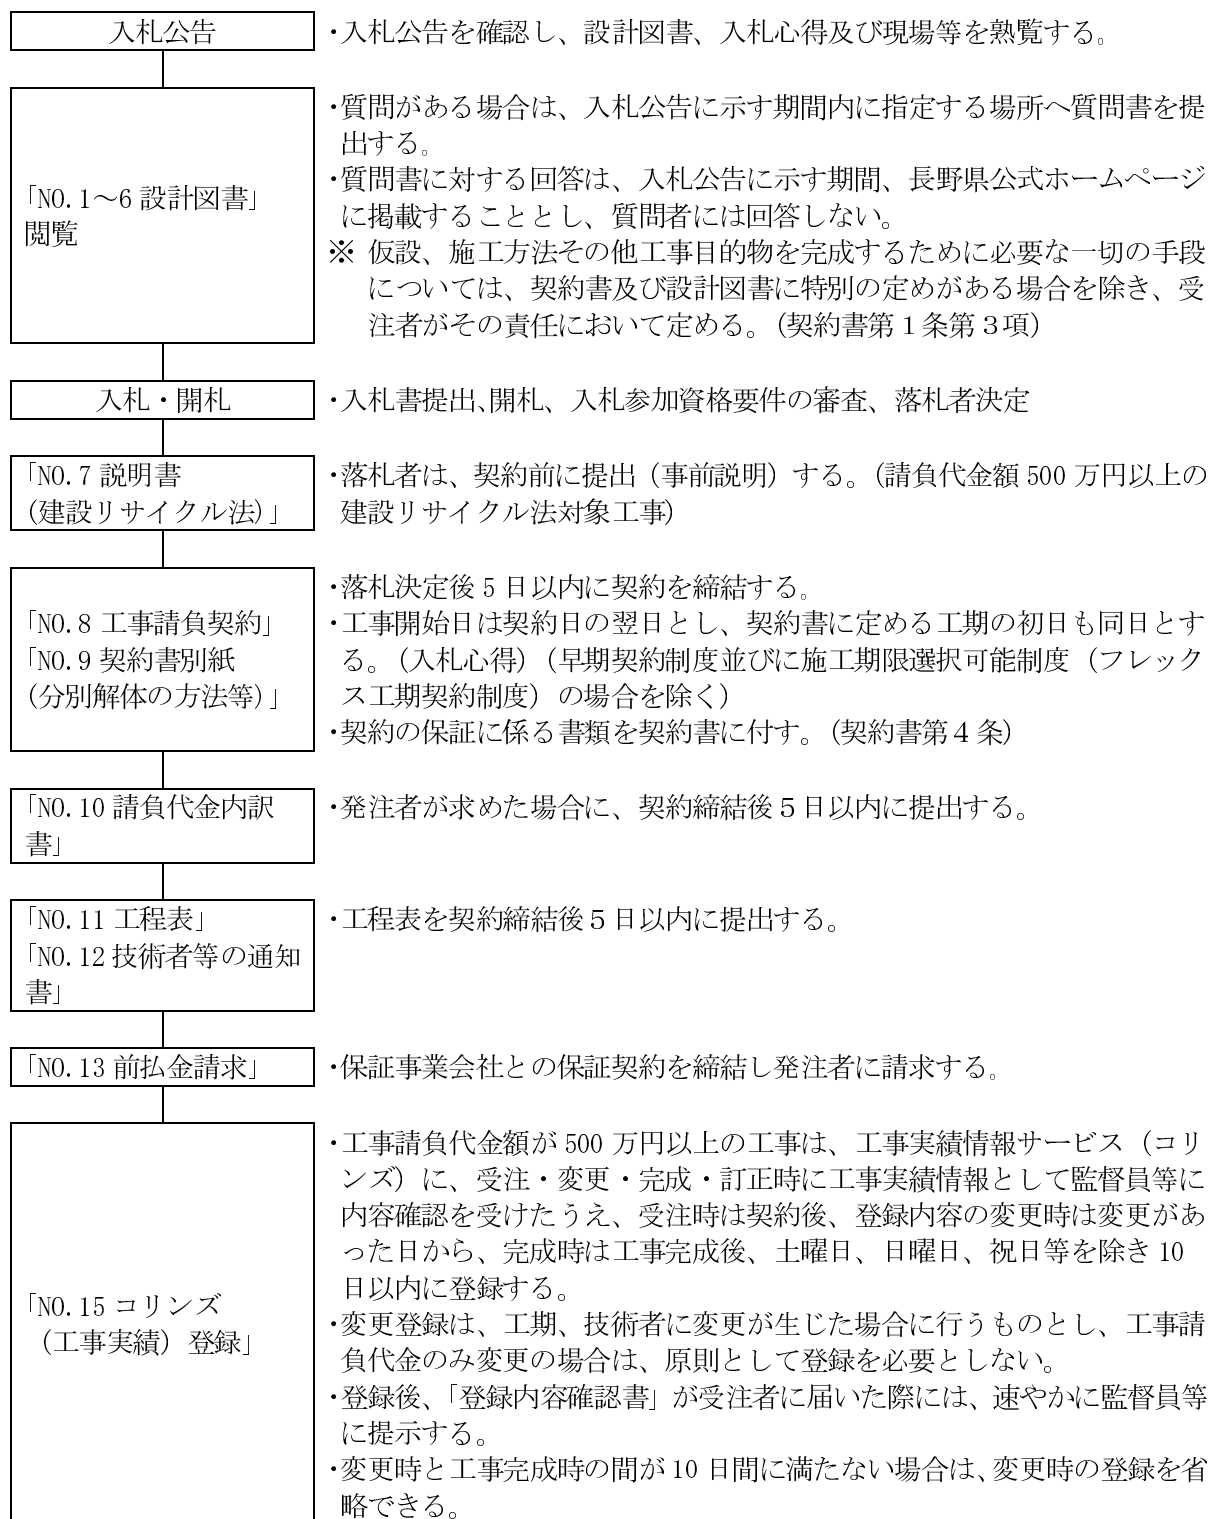 入札公告
・入札公告を確認し、設計図書、入札心得及び現場等を熟覧する。
「NO.1～6 設計図書」
閲覧
・質問がある場合は、入札公告に示す期間内に指定する場所へ質問書を提
出する。
・質問書に対する回答は、入札公告に示す期間、長野県公式ホームページ
に掲載することとし、質問者には回答しない。
※ 仮設、施工方法その他工事目的物を完成するために必要な一切の手段
については、契約書及び設計図書に特別の定めがある場合を除き、受
注者がその責任において定める。（契約書第１条第３項）
入札・開札
・入札書提出、開札、入札参加資格要件の審査、落札者決定
「NO.7 説明書
（建設リサイクル法）」
・落札者は、契約前に提出（事前説明）する。（請負代金額 500 万円以上の
建設リサイクル法対象工事）
「NO.8 工事請負契約」
「NO.9 契約書別紙
（分別解体の方法等）」
・落札決定後 5 日以内に契約を締結する。
・工事開始日は契約日の翌日とし、契約書に定める工期の初日も同日とす
る。（入札心得）（早期契約制度並びに施工期限選択可能制度（フレック
ス工期契約制度）の場合を除く）
・契約の保証に係る書類を契約書に付す。（契約書第４条）
「NO.10 請負代金内訳
書」
・発注者が求めた場合に、契約締結後５日以内に提出する。
「NO.11 工程表」
「NO.12 技術者等の通知
書」
・工程表を契約締結後５日以内に提出する。
「NO.13 前払金請求」
・保証事業会社との保証契約を締結し発注者に請求する。
「NO.15 コリンズ
（工事実績）登録」
・工事請負代金額が 500 万円以上の工事は、工事実績情報サービス（コリ
ンズ）に、受注・変更・完成・訂正時に工事実績情報として監督員等に
内容確認を受けたうえ、受注時は契約後、登録内容の変更時は変更があ
った日から、完成時は工事完成後、土曜日、日曜日、祝日等を除き 10
日以内に登録する。
・変更登録は、工期、技術者に変更が生じた場合に行うものとし、工事請
負代金のみ変更の場合は、原則として登録を必要としない。
・登録後、「登録内容確認書」が受注者に届いた際には、速やかに監督員等
に提示する。
・変更時と工事完成時の間が 10 日間に満たない場合は、変更時の登録を省
略できる。